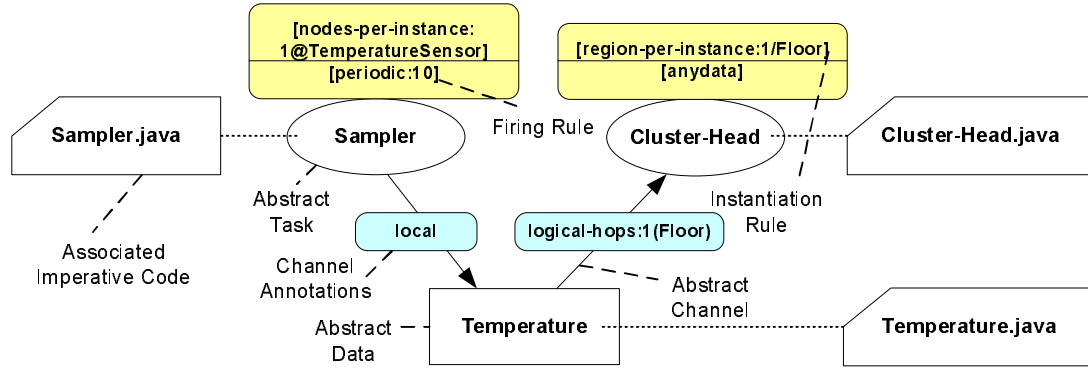 [nodes-per-instance:
1@TemperatureSensor]
[periodic:10]
[region-per-instance:1/Floor]
[anydata]
Sampler.java
Sampler
Firing Rule
Cluster-Head
Cluster-Head.java
Abstract
Task
Instantiation
Rule
local
logical-hops:1(Floor)
Associated
Imperative Code
Channel
Annotations
Abstract
Channel
Abstract
Data
Temperature
Temperature.java